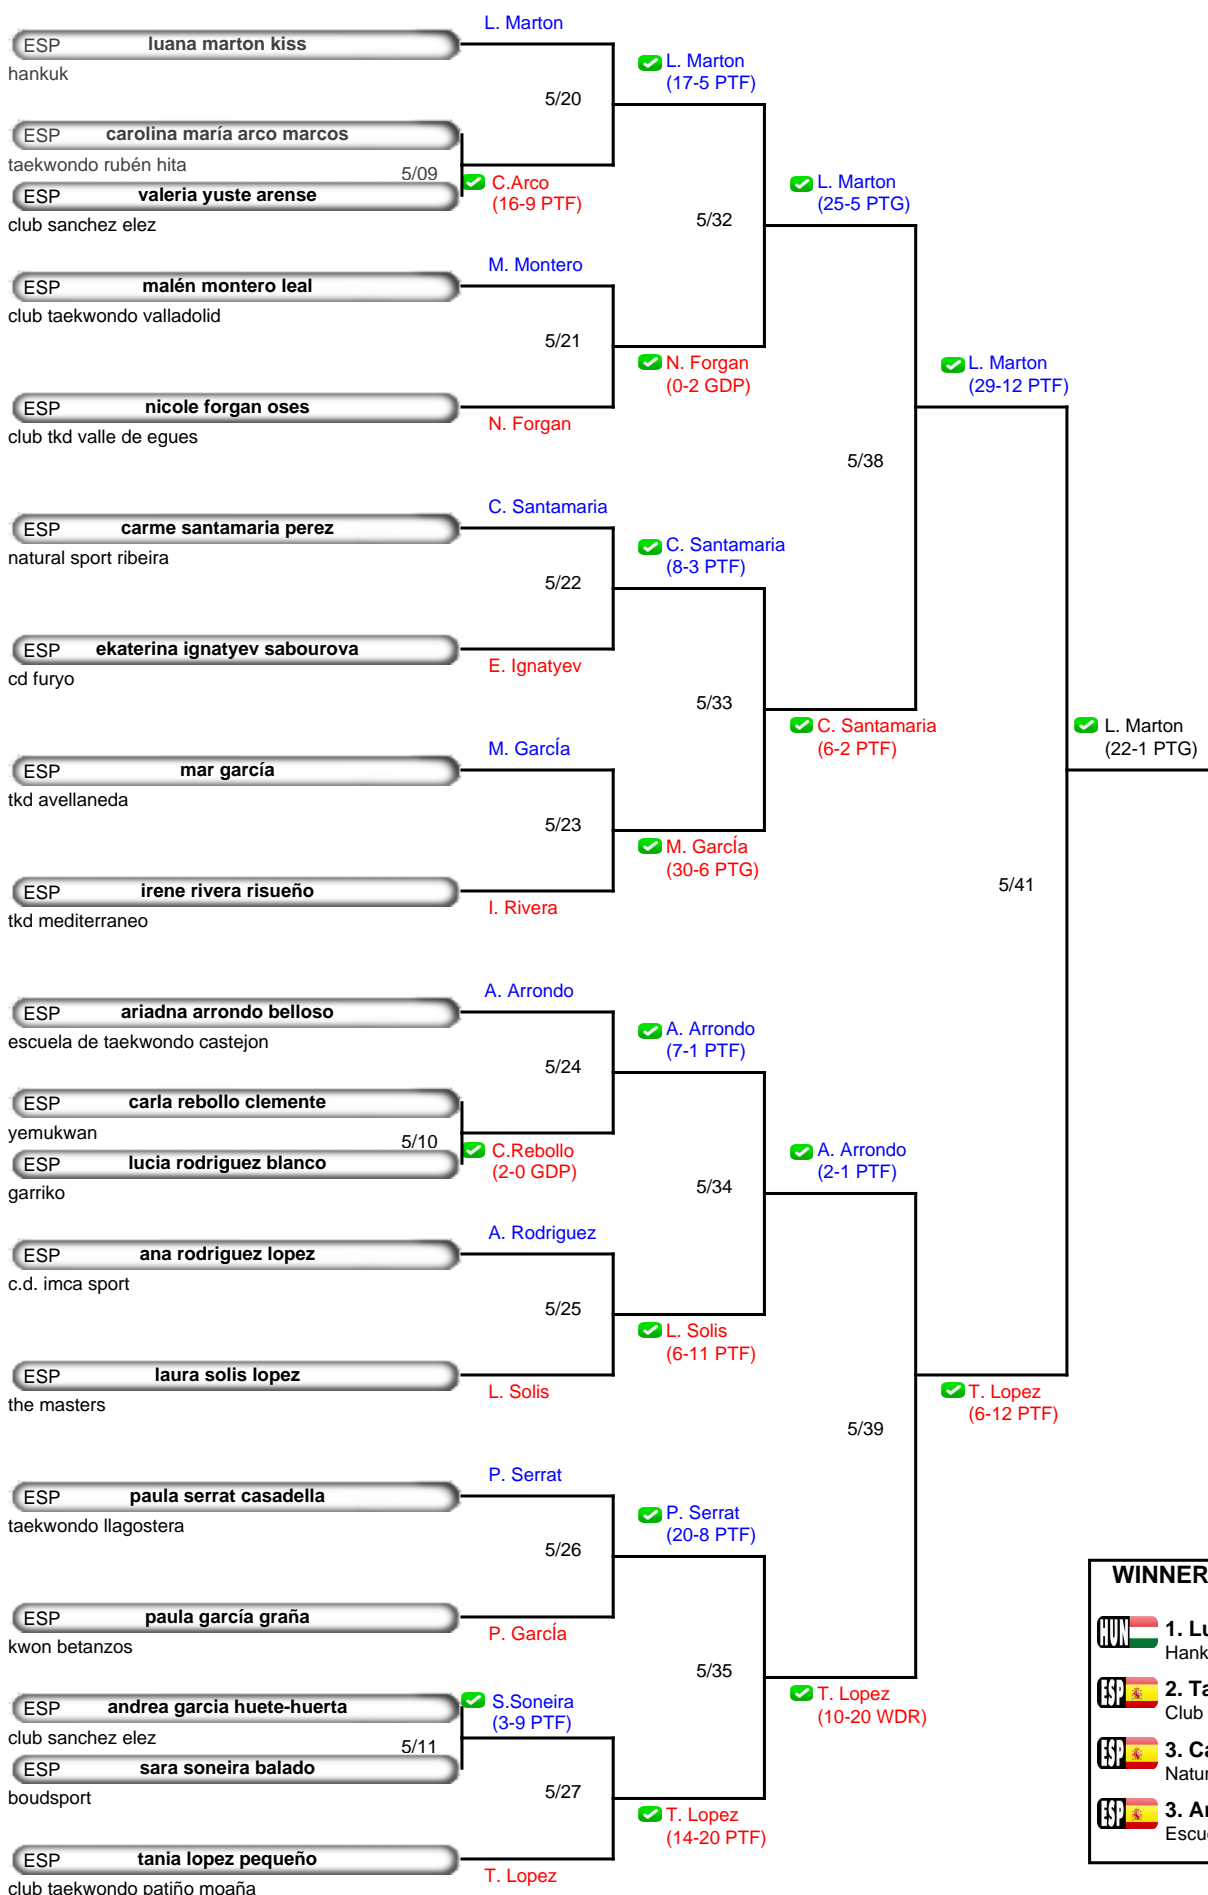 L. Marton
ESP luana marton kiss
hankuk
L. Marton
(17-5 PTF)
5/20
ESP carolina maría arco marcos
taekwondo rubén hita
5/09
C.Arco
(16-9 PTF)
ESP valeria yuste arense
club sanchez elez
L. Marton
(25-5 PTG)
5/32
M. Montero
ESP malén montero leal
club taekwondo valladolid
5/21
N. Forgan
(0-2 GDP)
ESP nicole forgan oses
club tkd valle de egues
N. Forgan
L. Marton
(29-12 PTF)
5/38
C. Santamaria
ESP carme santamaria perez
natural sport ribeira
C. Santamaria
(8-3 PTF)
5/22
ESP ekaterina ignatyev sabourova
cd furyo
E. Ignatyev
5/33
C. Santamaria
(6-2 PTF)
L. Marton
(22-1 PTG)
M. GarcÍa
ESP mar garcía
tkd avellaneda
5/23
M. GarcÍa
(30-6 PTG)
ESP irene rivera risueño
tkd mediterraneo
I. Rivera
5/41
A. Arrondo
ESP ariadna arrondo belloso
escuela de taekwondo castejon
A. Arrondo
(7-1 PTF)
5/24
ESP carla rebollo clemente
yemukwan
5/10
C.Rebollo
(2-0 GDP)
ESP lucia rodriguez blanco
garriko
A. Arrondo
(2-1 PTF)
5/34
A. Rodriguez
ESP ana rodriguez lopez
c.d. imca sport
5/25
L. Solis
(6-11 PTF)
ESP laura solis lopez
the masters
L. Solis
T. Lopez
(6-12 PTF)
5/39
P. Serrat
ESP paula serrat casadella
taekwondo llagostera
P. Serrat
(20-8 PTF)
5/26
ESP paula garcía graña
kwon betanzos
P. GarcÍa
5/35
T. Lopez
(10-20 WDR)
ESP andrea garcia huete-huerta
club sanchez elez
5/11
S.Soneira
(3-9 PTF)
ESP sara soneira balado
boudsport
5/27
T. Lopez
(14-20 PTF)
ESP tania lopez pequeño
club taekwondo patiño moaña
T. Lopez
WINNER
HUN 1. Lu
Hank
ESP 2. Ta
Club
ESP 3. Ca
Natur
ESP 3. Ar
Escue